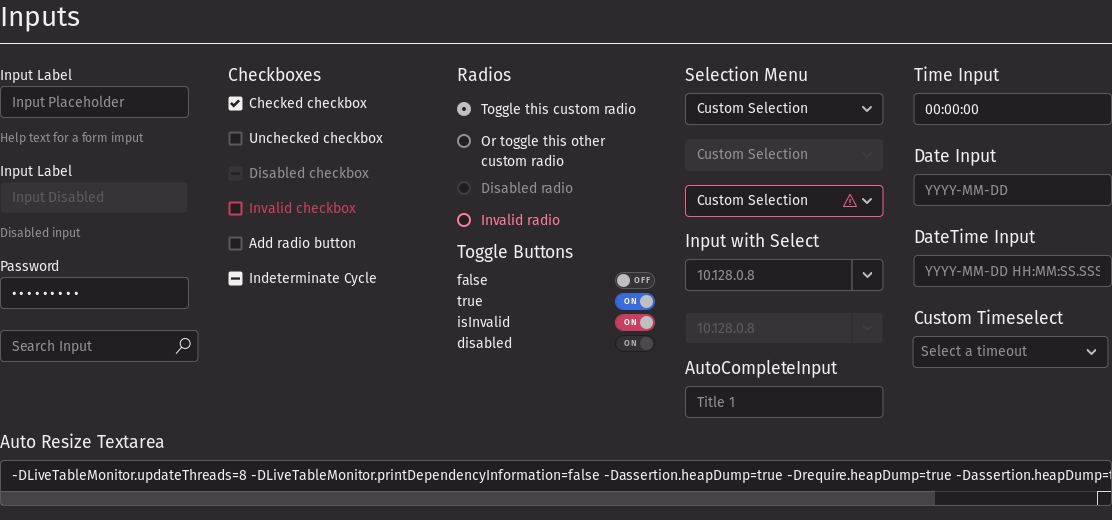 Inputs
Input Label
Input Placeholder
Help text for a form imput
Input Label
Input Disabled
Disabled input
Password
•••••••••
Search Input
Checkboxes
Checked checkbox
Unchecked checkbox
Disabled checkbox
Invalid checkbox
Add radio button
Indeterminate Cycle
Radios
Toggle this custom radio
Or toggle this other
custom radio
Disabled radio
Invalid radio
Toggle Buttons
false OFF
true ON
isInvalid ON
disabled ON
Selection Menu
Custom Selection
Custom Selection
Custom Selection
Input with Select
10.128.0.8
10.128.0.8
AutoCompleteInput
Title 1
Time Input
00:00:00
Date Input
YYYY-MM-DD
DateTime Input
YYYY-MM-DD HH:MM:SS.SSS
Custom Timeselect
Select a timeout
Auto Resize Textarea
-DLiveTableMonitor.updateThreads=8 -DLiveTableMonitor.printDependencyInformation=false -Dassertion.heapDump=true -Drequire.heapDump=true -Dassertion.heapDump=t